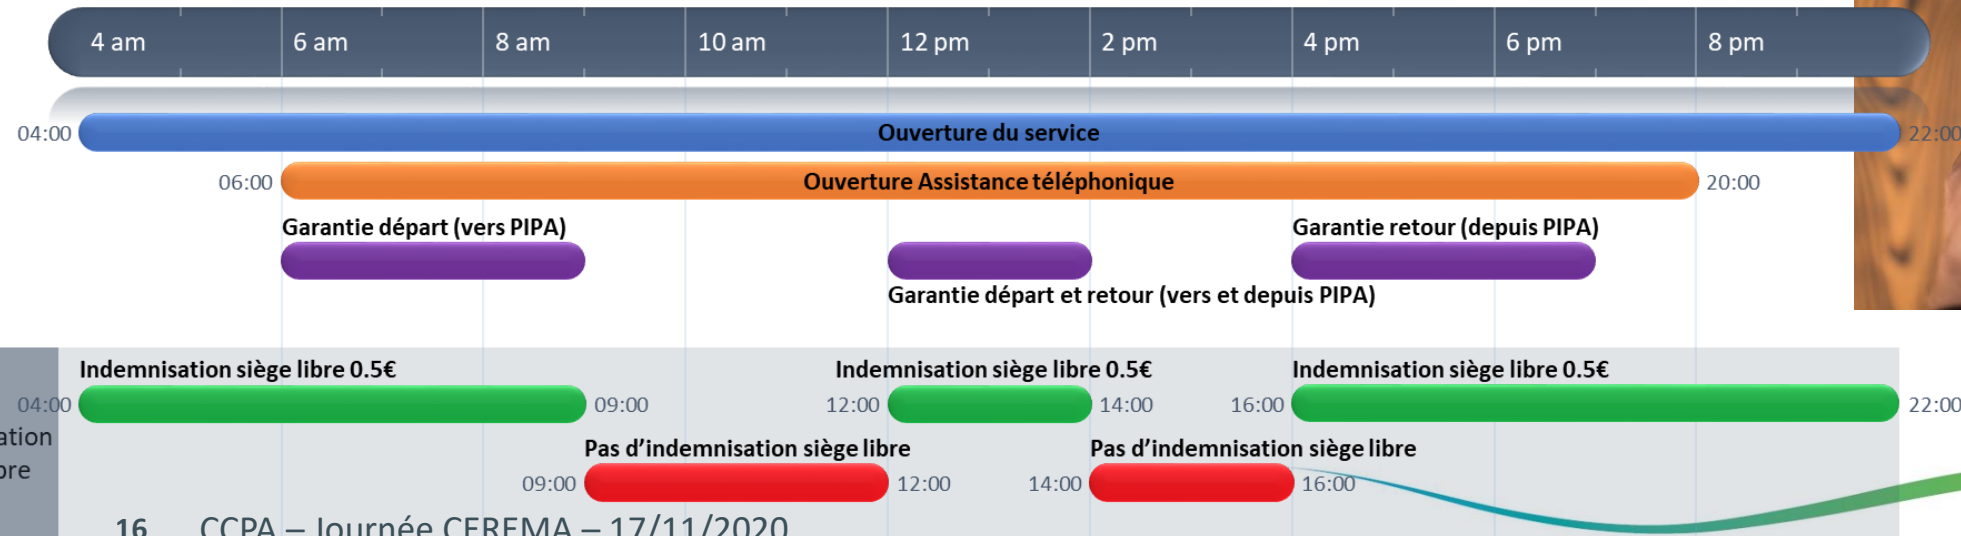 4 am 6 am 8 am 10 am 12 pm 2 pm 4 pm 6 pm 8 pm
04:00 Ouverture du service 22:00
06:00 Ouverture Assistance téléphonique 20:00
Garantie départ (vers PIPA) Garantie retour (depuis PIPA)
Garantie départ et retour (vers et depuis PIPA)
Indemnisation siège libre 0.5€ Indemnisation siège libre 0.5€ Indemnisation siège libre 0.5€
04:00 09:00 12:00 14:00 16:00 22:00
ation
Pas d’indemnisation siège libre Pas d’indemnisation siège libre
bre
09:00 12:00 14:00 16:00
16 CCPA – Journée CEREMA – 17/11/2020